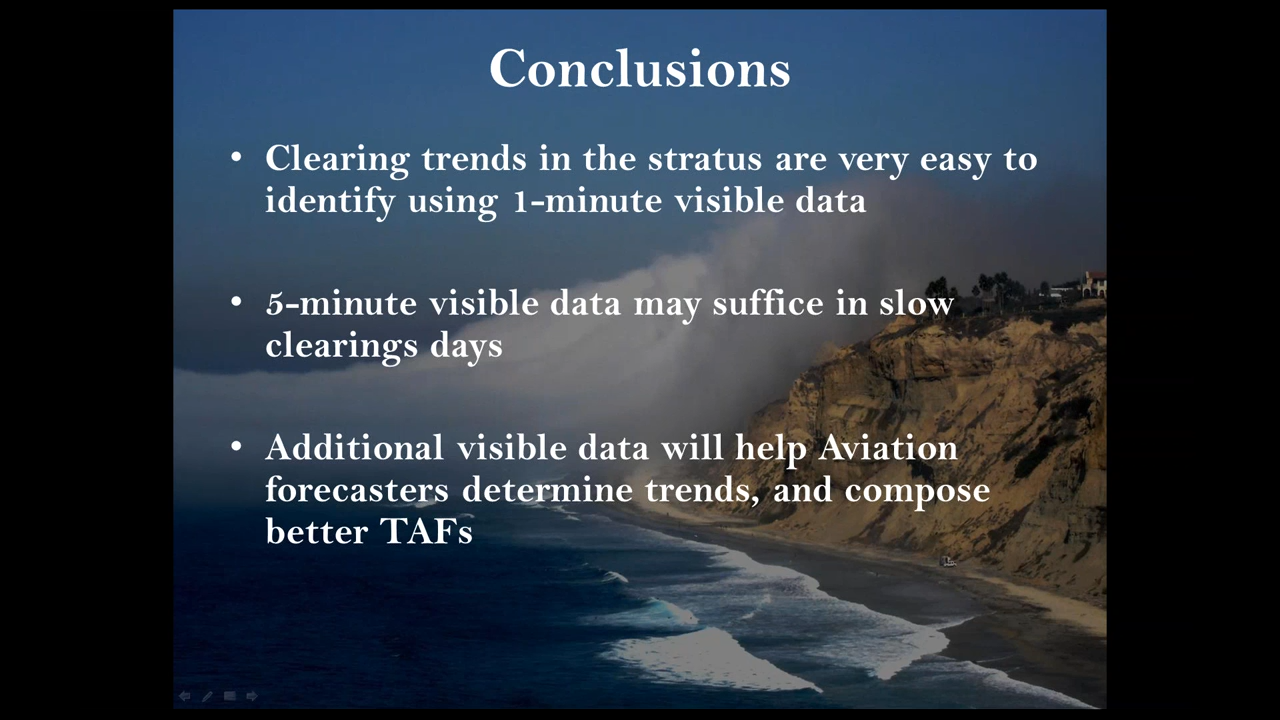 Conclusions
• Clearing trends in the stratus are very easy to
identify using 1-minute visible data
• 5-minute visible data may suffice in slow
clearings days
• Additional visible data will help Aviation
forecasters determine trends, and compose
better TAFs